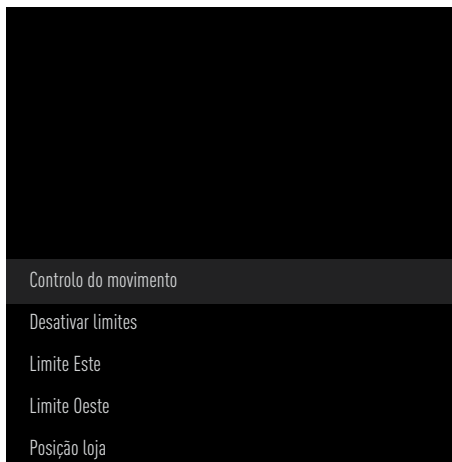 Controlo do movimento
Desativar limites
Limite Este
Limite Oeste
Posição loja